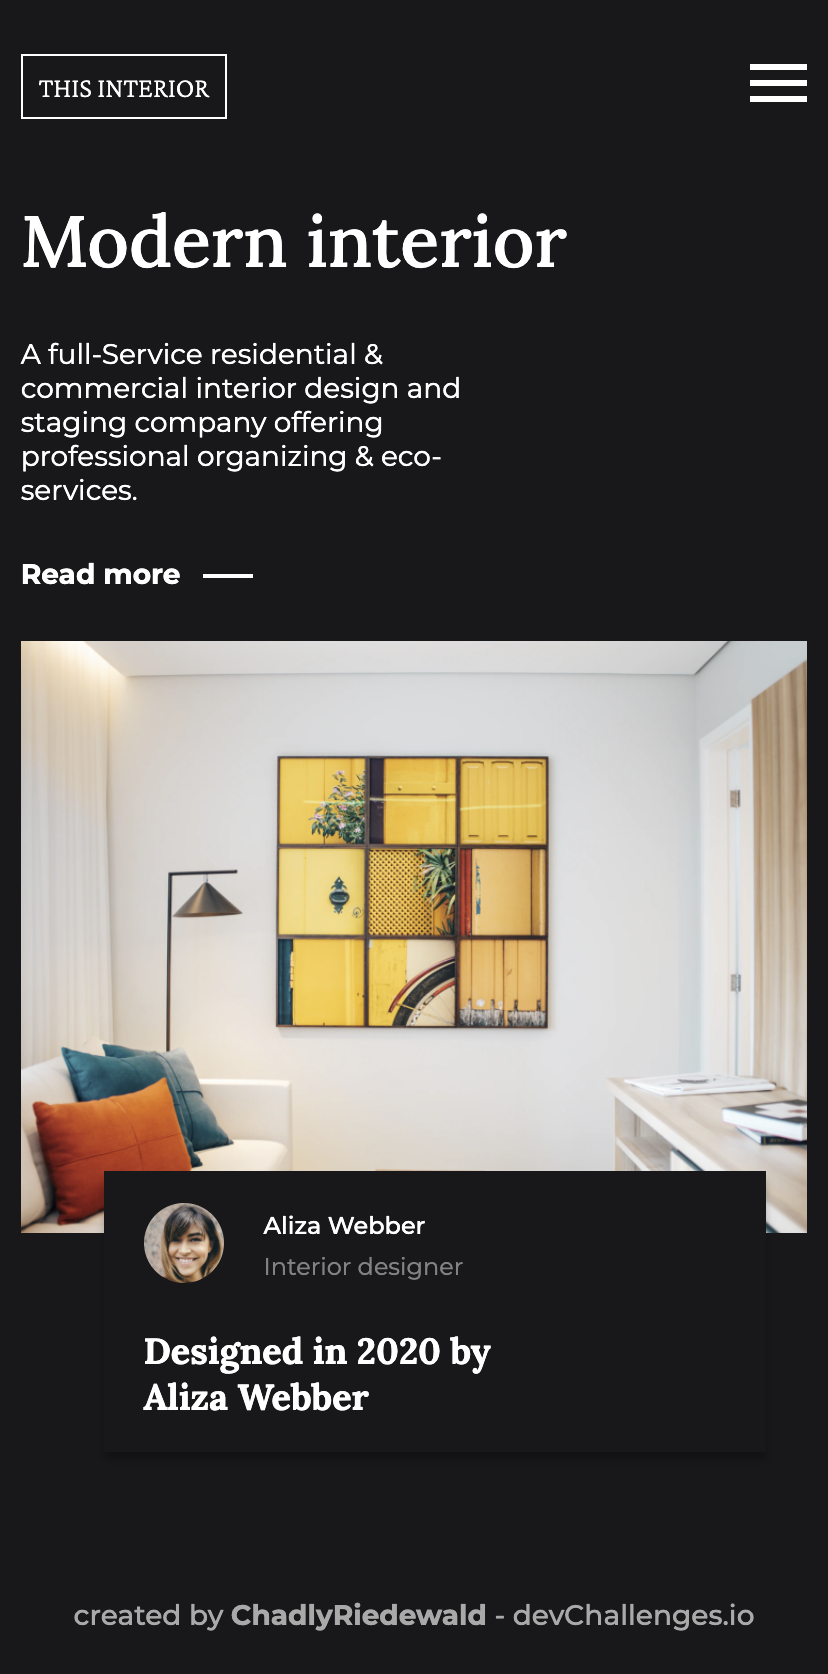 THIS INTERIOR
Modern interior
A full-Service residential &
commercial interior design and
staging company offering
professional organizing & eco-
services.
Read more
Aliza Webber
Interior designer
Designed in 2020 by
Aliza Webber
created by ChadlyRiedewald - devChallenges.io